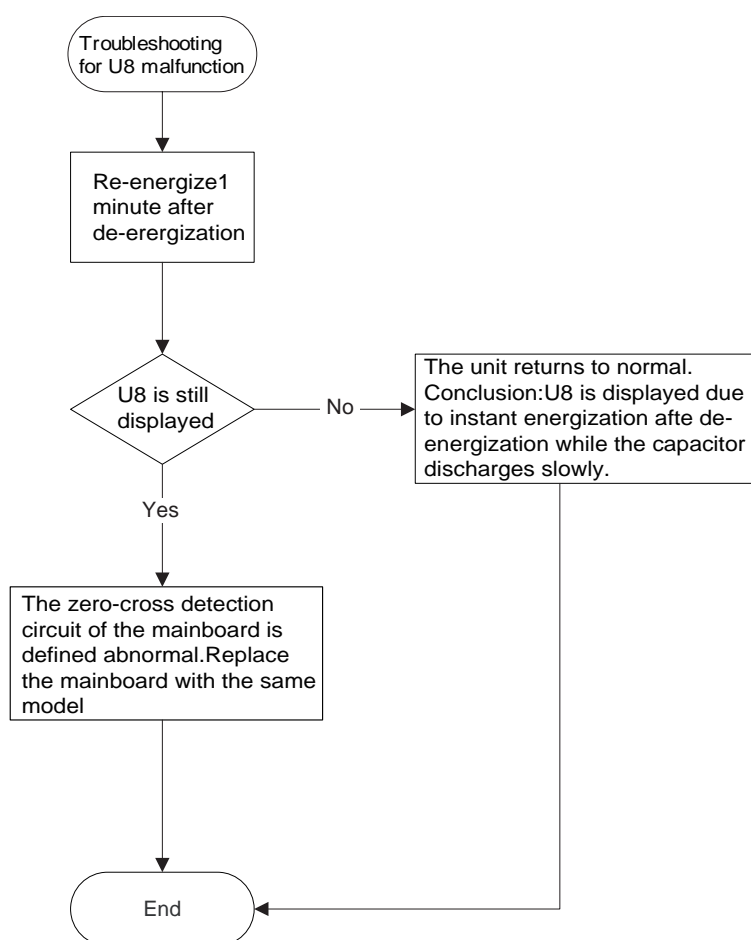 Troubleshooting
for U8 malfunction
Re-energize1
minute after
de-erergization
U8 is still
displayed
No
The unit returns to normal.
Conclusion:U8 is displayed due
to instant energization afte de-
energization while the capacitor
discharges slowly.
Yes
The zero-cross detection
circuit of the mainboard is
defined abnormal.Replace
the mainboard with the same
model
End